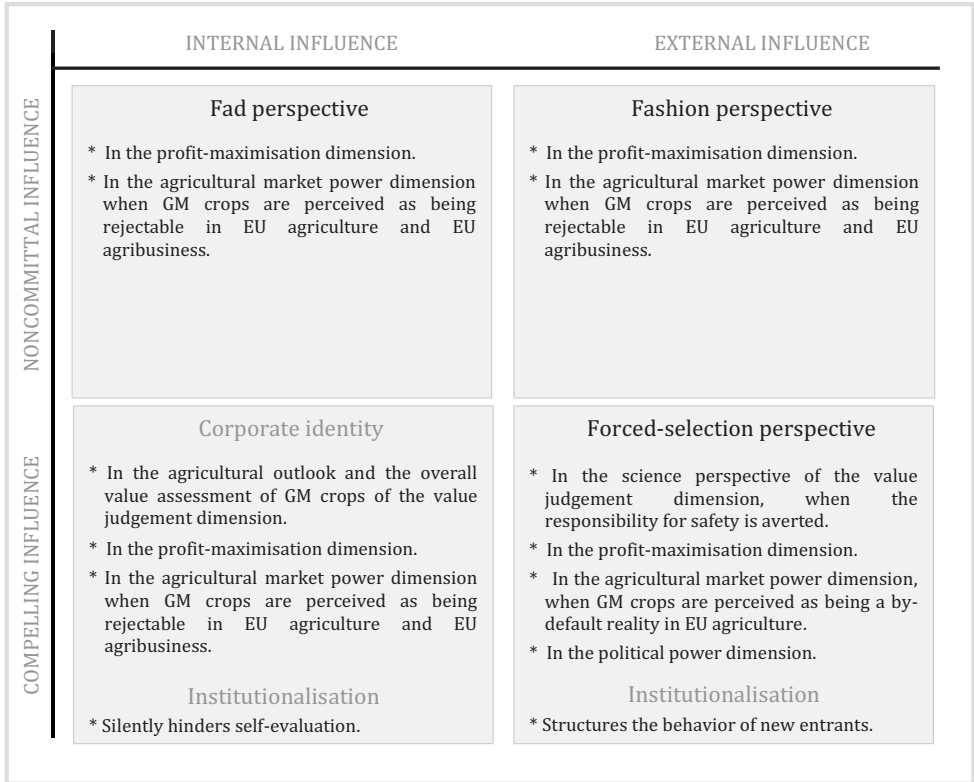 INTERNAL INFLUENCE
EXTERNAL INFLUENCE
NONCOMMITTAL INFLUENCE
Fad perspective
* In the profit-maximisation dimension.
* In the agricultural market power dimension
when GM crops are perceived as being
rejectable in EU agriculture and EU
agribusiness.
Fashion perspective
* In the profit-maximisation dimension.
* In the agricultural market power dimension
when GM crops are perceived as being
rejectable in EU agriculture and EU
agribusiness.
COMPELLING INFLUENCE
Corporate identity
* In the agricultural outlook and the overall
value assessment of GM crops of the value
judgement dimension.
* In the profit-maximisation dimension.
* In the agricultural market power dimension
when GM crops are perceived as being
rejectable in EU agriculture and EU
agribusiness.
Institutionalisation
* Silently hinders self-evaluation.
Forced-selection perspective
* In the science perspective of the value
judgement dimension, when the
responsibility for safety is averted.
* In the profit-maximisation dimension.
* In the agricultural market power dimension,
when GM crops are perceived as being a by-
default reality in EU agriculture.
* In the political power dimension.
Institutionalisation
* Structures the behavior of new entrants.